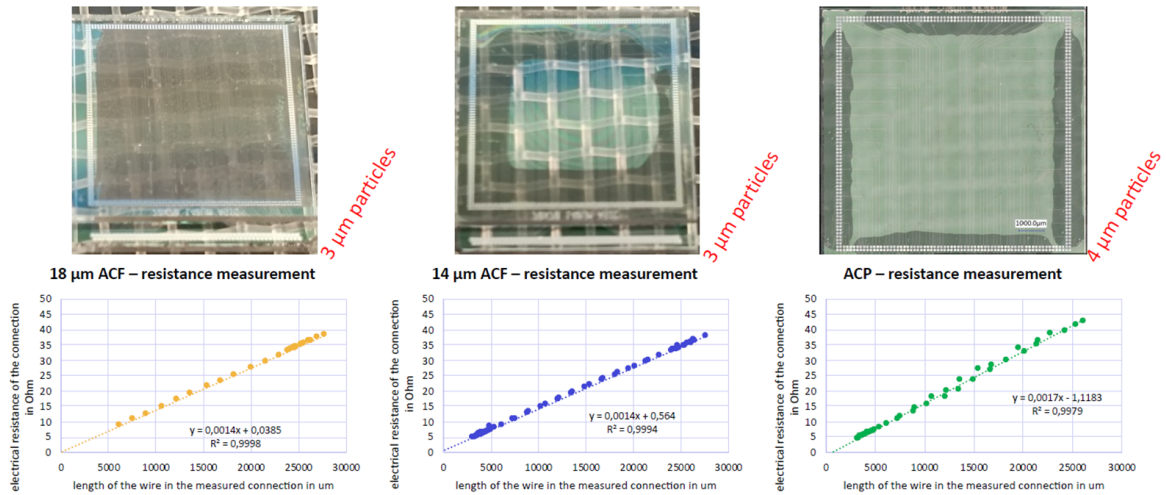 3 µm particles
3 µm particles
1000.0µm
4 µm particles
18 µm ACF – resistance measurement
14 µm ACF – resistance measurement
ACP – resistance measurement
electrical resistance of the connection
in Ohm
50
45
40
35
30
25
20
15
10
5
0
0
5000
10000
15000
20000
25000
30000
y = 0,0014x + 0,0385
R² = 0,9998
length of the wire in the measured connection in um
electrical resistance of the connection
in Ohm
50
45
40
35
30
25
20
15
10
5
0
0
5000
10000
15000
20000
25000
30000
y = 0,0014x + 0,564
R² = 0,9994
length of the wire in the measured connection in um
electrical resistance of the connection
in Ohm
50
45
40
35
30
25
20
15
10
5
0
0
5000
10000
15000
20000
25000
30000
y = 0,0017x - 1,1183
R² = 0,9979
length of the wire in the measured connection in um